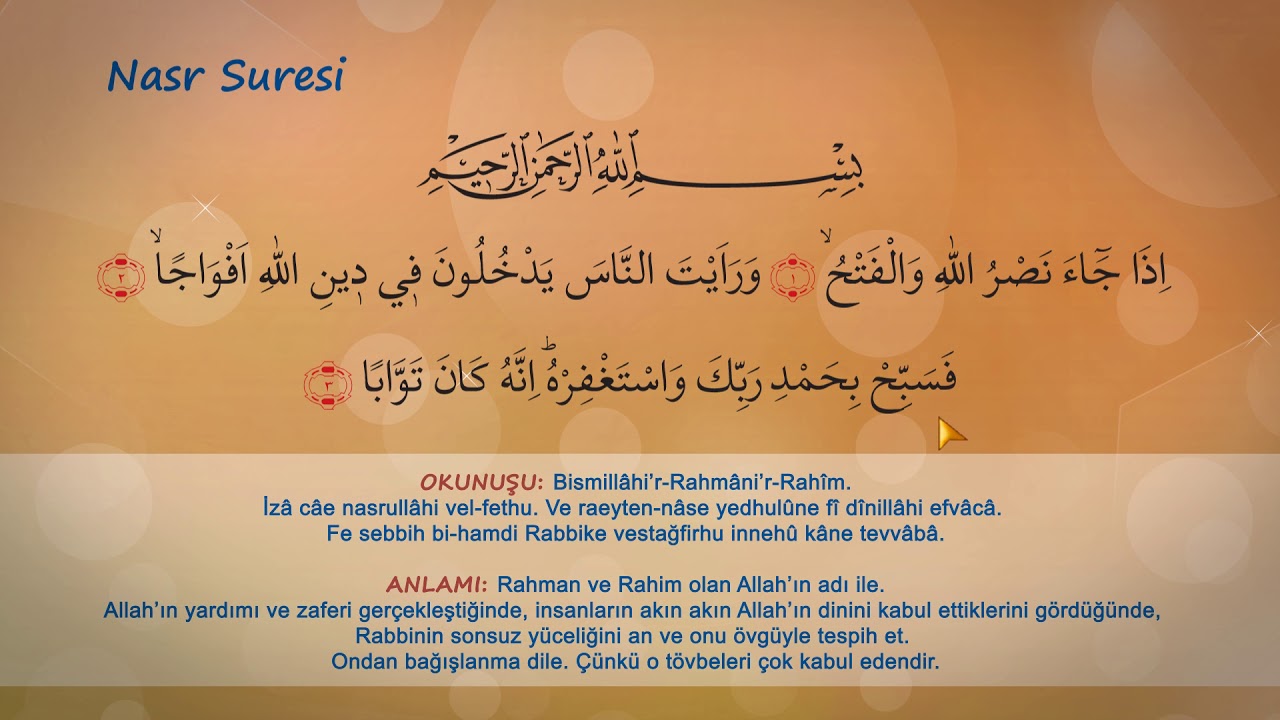 Nasr Suresi
بِسْمِ اللّٰهِ الرَّحْمٰنِ الرَّحِيْمِ
اِذَا جَٓاءَ نَصْرُ اللّٰهِ وَالْفَتْحُۙ ﴿١﴾ وَرَاَيْتَ النَّاسَ يَدْخُلُونَ فٖي دٖينِ اللّٰهِ اَفْوَاجًاۙ ﴿٢﴾
فَسَبِّحْ بِحَمْدِ رَبِّكَ وَاسْتَغْفِرْهُؕ اِنَّهُ كَانَ تَوَّابًا ﴿٣﴾
OKUNUŞU: Bismillâhi’r-Rahmâni’r-Rahîm.
İzâ câe nasrullâhi vel-fethu. Ve raeyten-nâse yedhulûne fî dînillâhi efvâcâ.
Fe sebbih bi-hamdi Rabbike vestağfirhu innehû kâne tevvâbâ.
ANLAMI: Rahman ve Rahim olan Allah’ın adı ile.
Allah’ın yardımı ve zaferi gerçekleştiğinde, insanların akın akın Allah’ın dinini kabul ettiklerini gördüğünde,
Rabbinin sonsuz yüceliğini an ve onu övgüyle tespih et.
Ondan bağışlanma dile. Çünkü o tövbeleri çok kabul edendir.